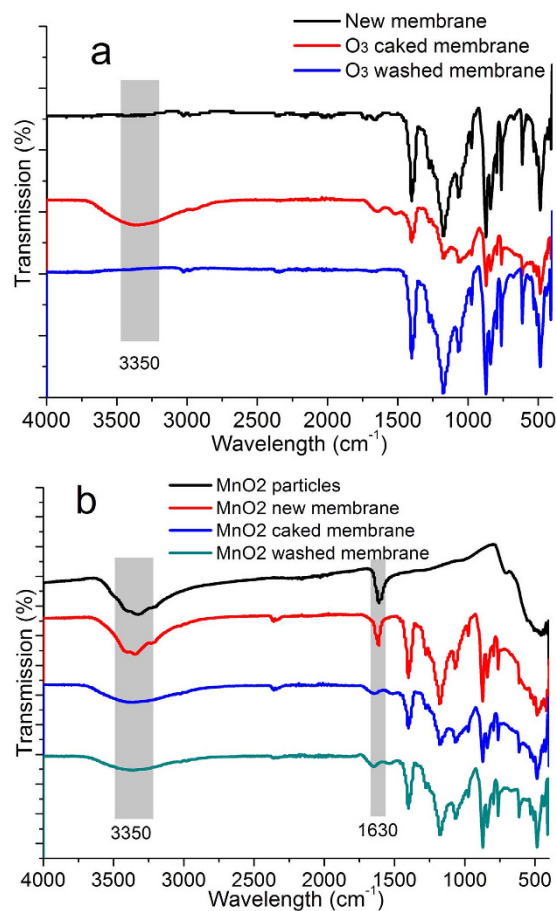 a
New membrane
O₃ caked membrane
O₃ washed membrane
Transmission (%)
3350
4000 3500 3000 2500 2000 1500 1000 500
Wavelength (cm⁻¹)
b
MnO2 particles
MnO2 new membrane
MnO2 caked membrane
MnO2 washed membrane
Transmission (%)
3350
1630
4000 3500 3000 2500 2000 1500 1000 500
Wavelength (cm⁻¹)